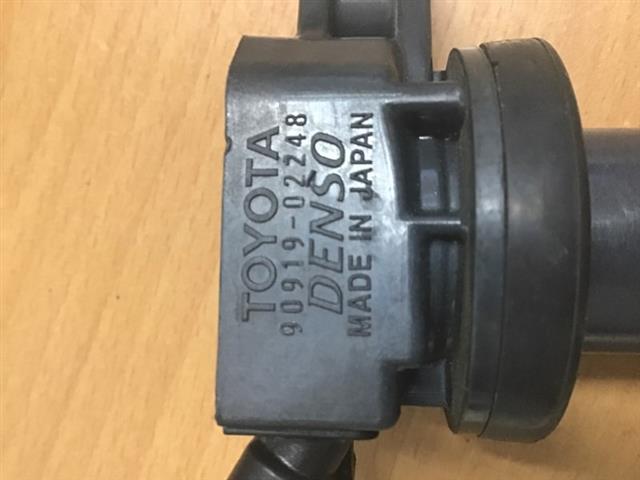 TOYOTA
90919-02248
DENSO
MADE IN JAPAN